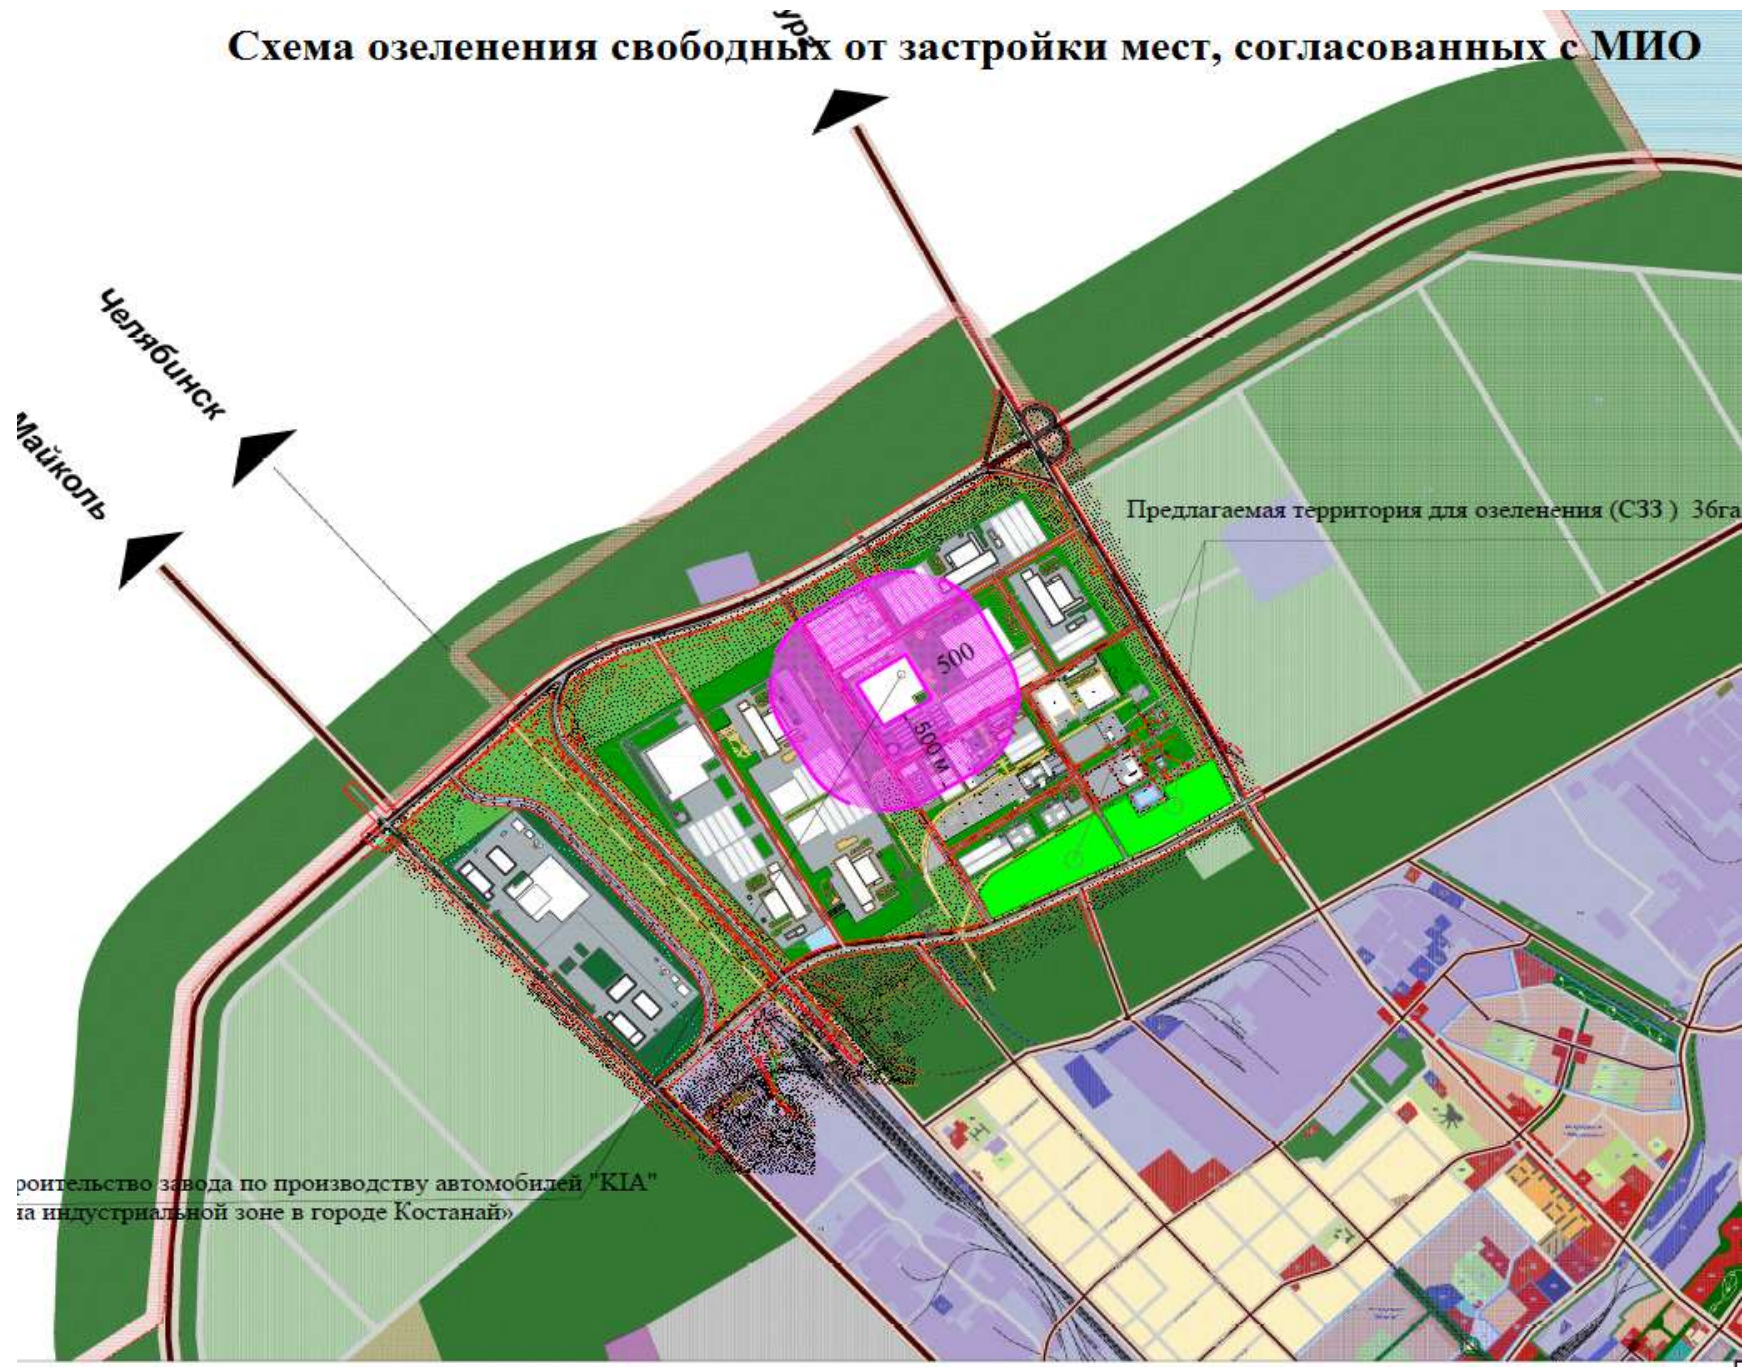 ург
Схема озеленения свободных от застройки мест, согласованных с МИО
Челябинск
Майколь
Предлагаемая территория для озеленения (СЗЗ ) 36га
500
500 м
роительство завода по производству автомобилей "KIA"
на индустриальной зоне в городе Костанай»